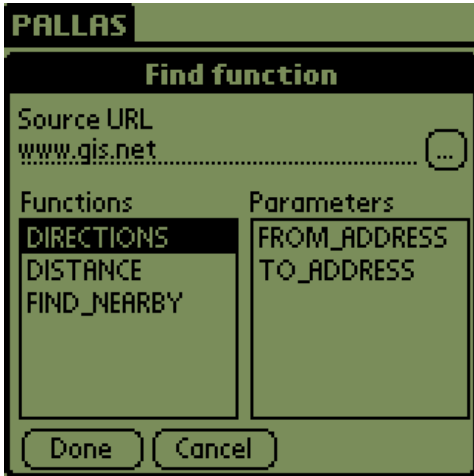 PALLAS
Find function
Source URL
www.gis.net
...
Functions
DIRECTIONS
DISTANCE
FIND_NEARBY
Parameters
FROM_ADDRESS
TO_ADDRESS
Done Cancel